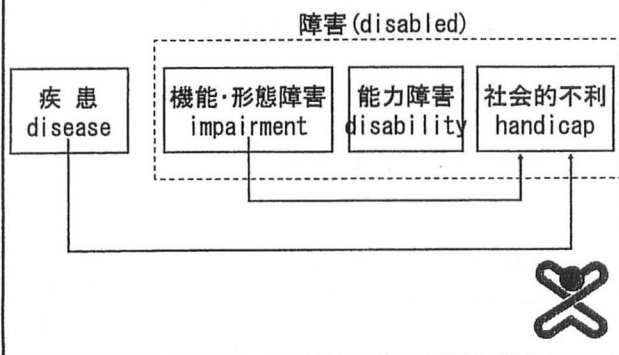 障害(disabled)
疾 患
disease
機能・形態障害
impairment
能力障害
disability
社会的不利
handicap